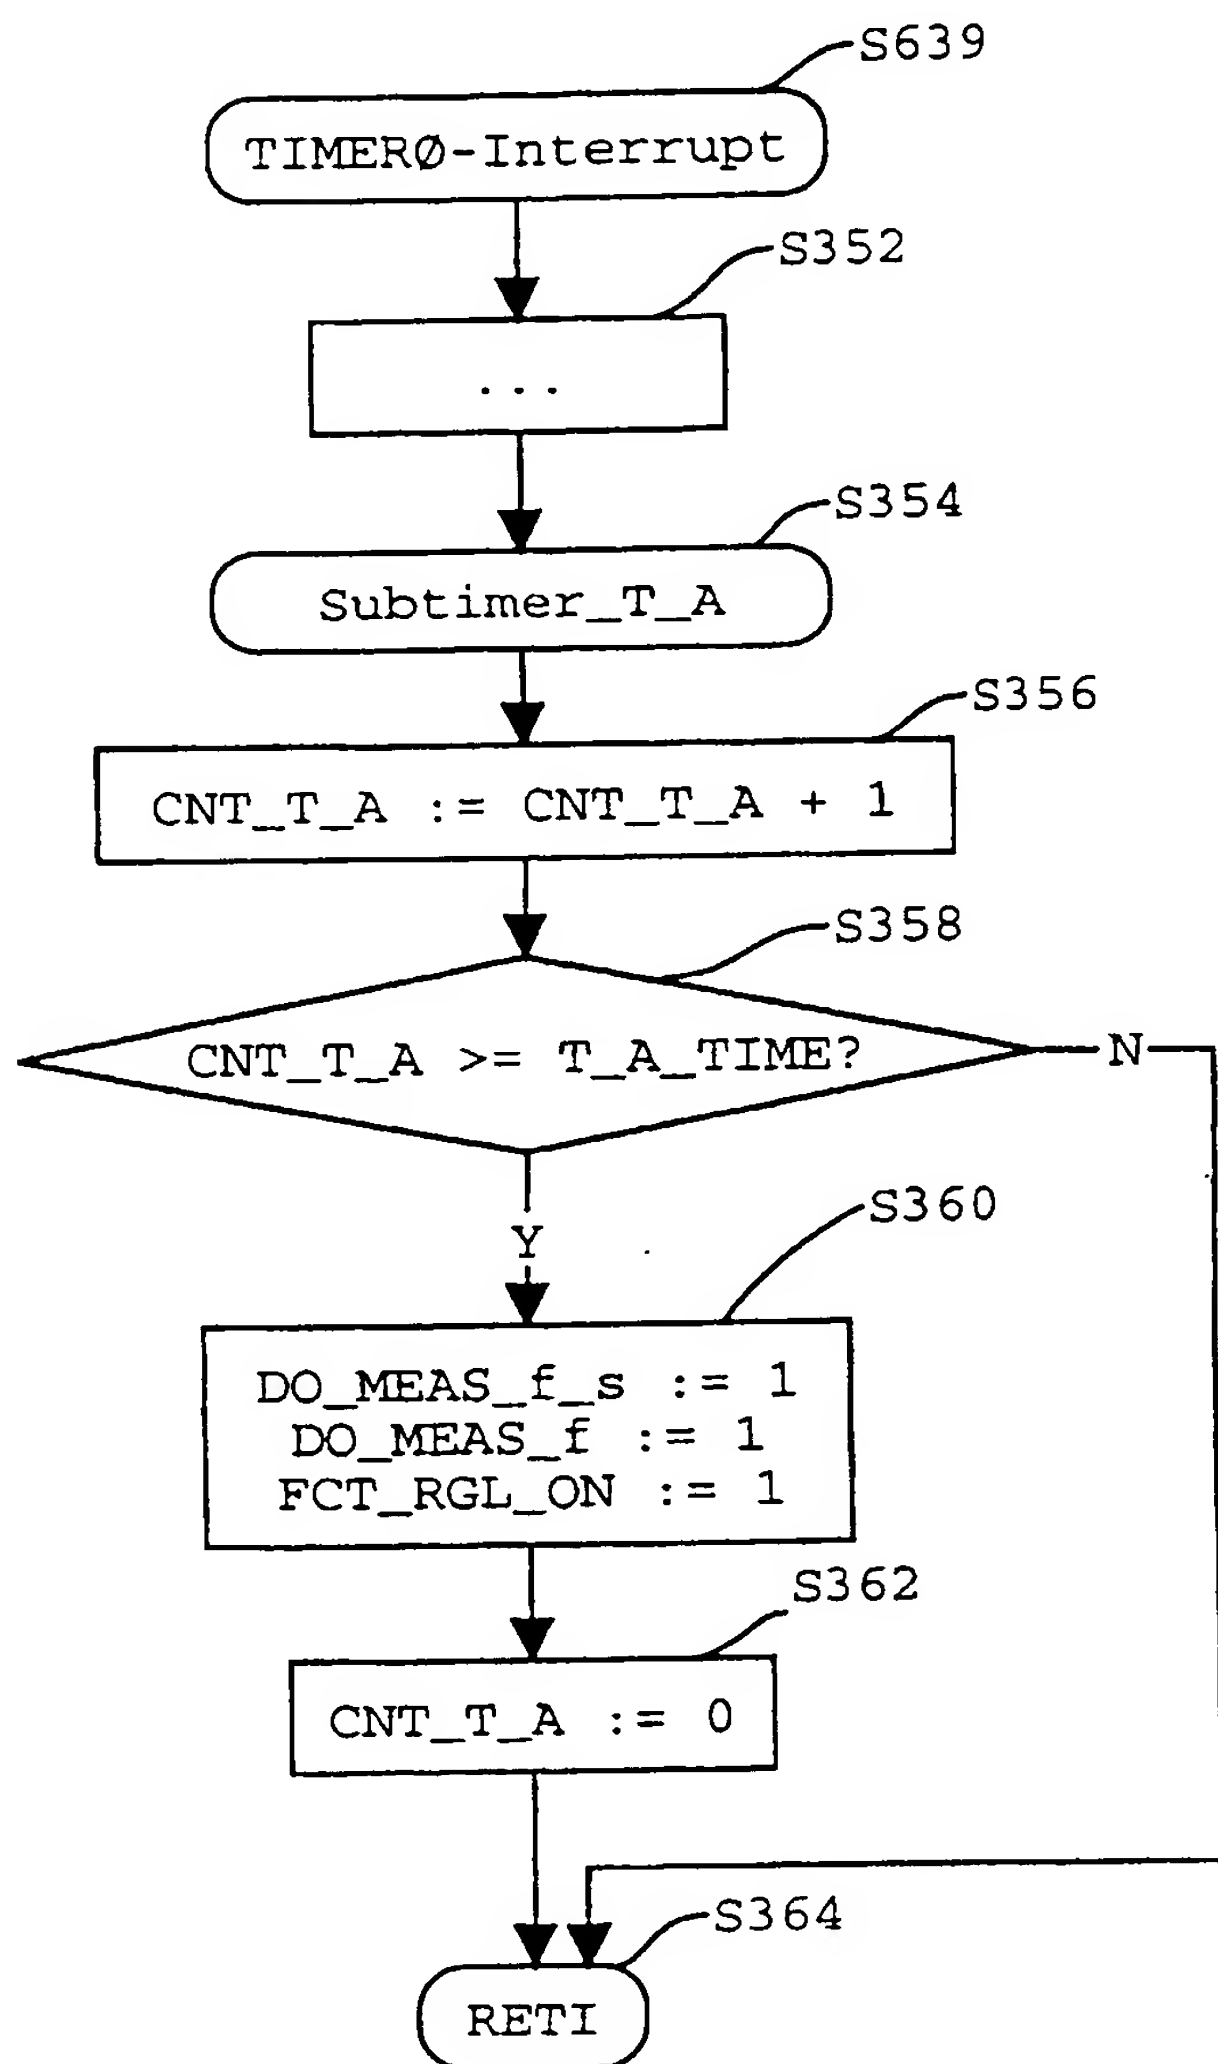 S639
TIMERØ-Interrupt
S352
...
S354
Subtimer_T_A
S356
CNT_T_A := CNT_T_A + 1
S358
CNT_T_A >= T_A_TIME?
N
Y
S360
DO_MEAS_f_s := 1
DO_MEAS_f := 1
FCT_RGL_ON := 1
S362
CNT_T_A := 0
S364
RETI